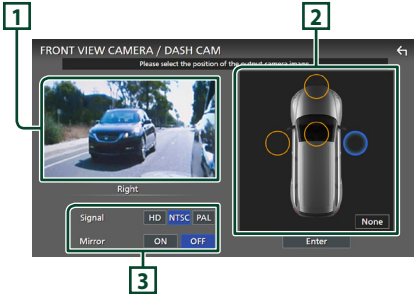 1
2
FRONT VIEW CAMERA / DASH CAM
Please select the position of the output camera image.
Right
Signal HD NTSC PAL
Mirror ON OFF
None
Enter
3